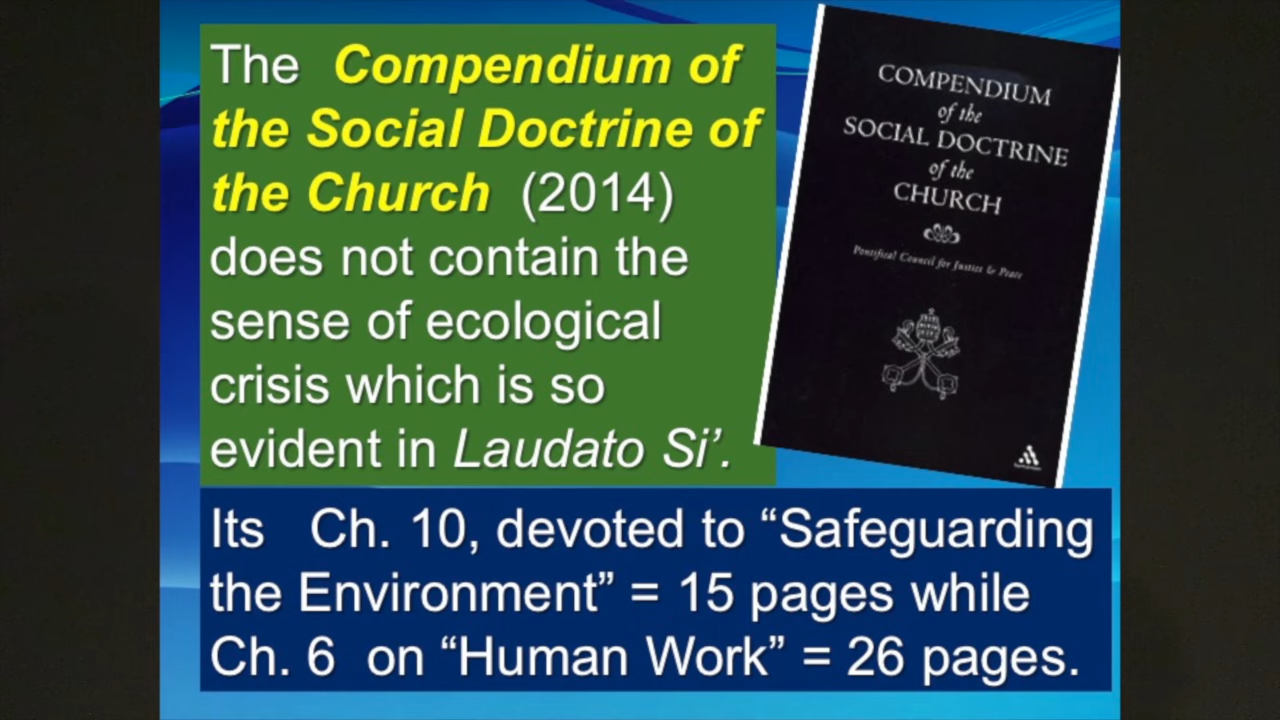 The Compendium of
the Social Doctrine of
the Church (2014)
does not contain the
sense of ecological
crisis which is so
evident in Laudato Si’.
COMPENDIUM
of the
SOCIAL DOCTRINE
of the
CHURCH
Pontifical Council for Justice & Peace
Its Ch. 10, devoted to “Safeguarding
the Environment” = 15 pages while
Ch. 6 on “Human Work” = 26 pages.